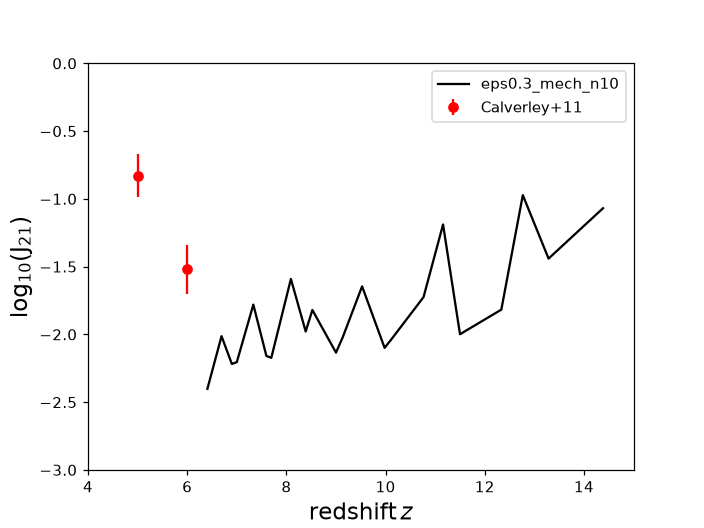 eps0.3_mech_n10
Calverley+11
0.0
−0.5
−1.0
−1.5
−2.0
−2.5
−3.0
log₁₀(J₂₁)
4 6 8 10 12 14
redshift z